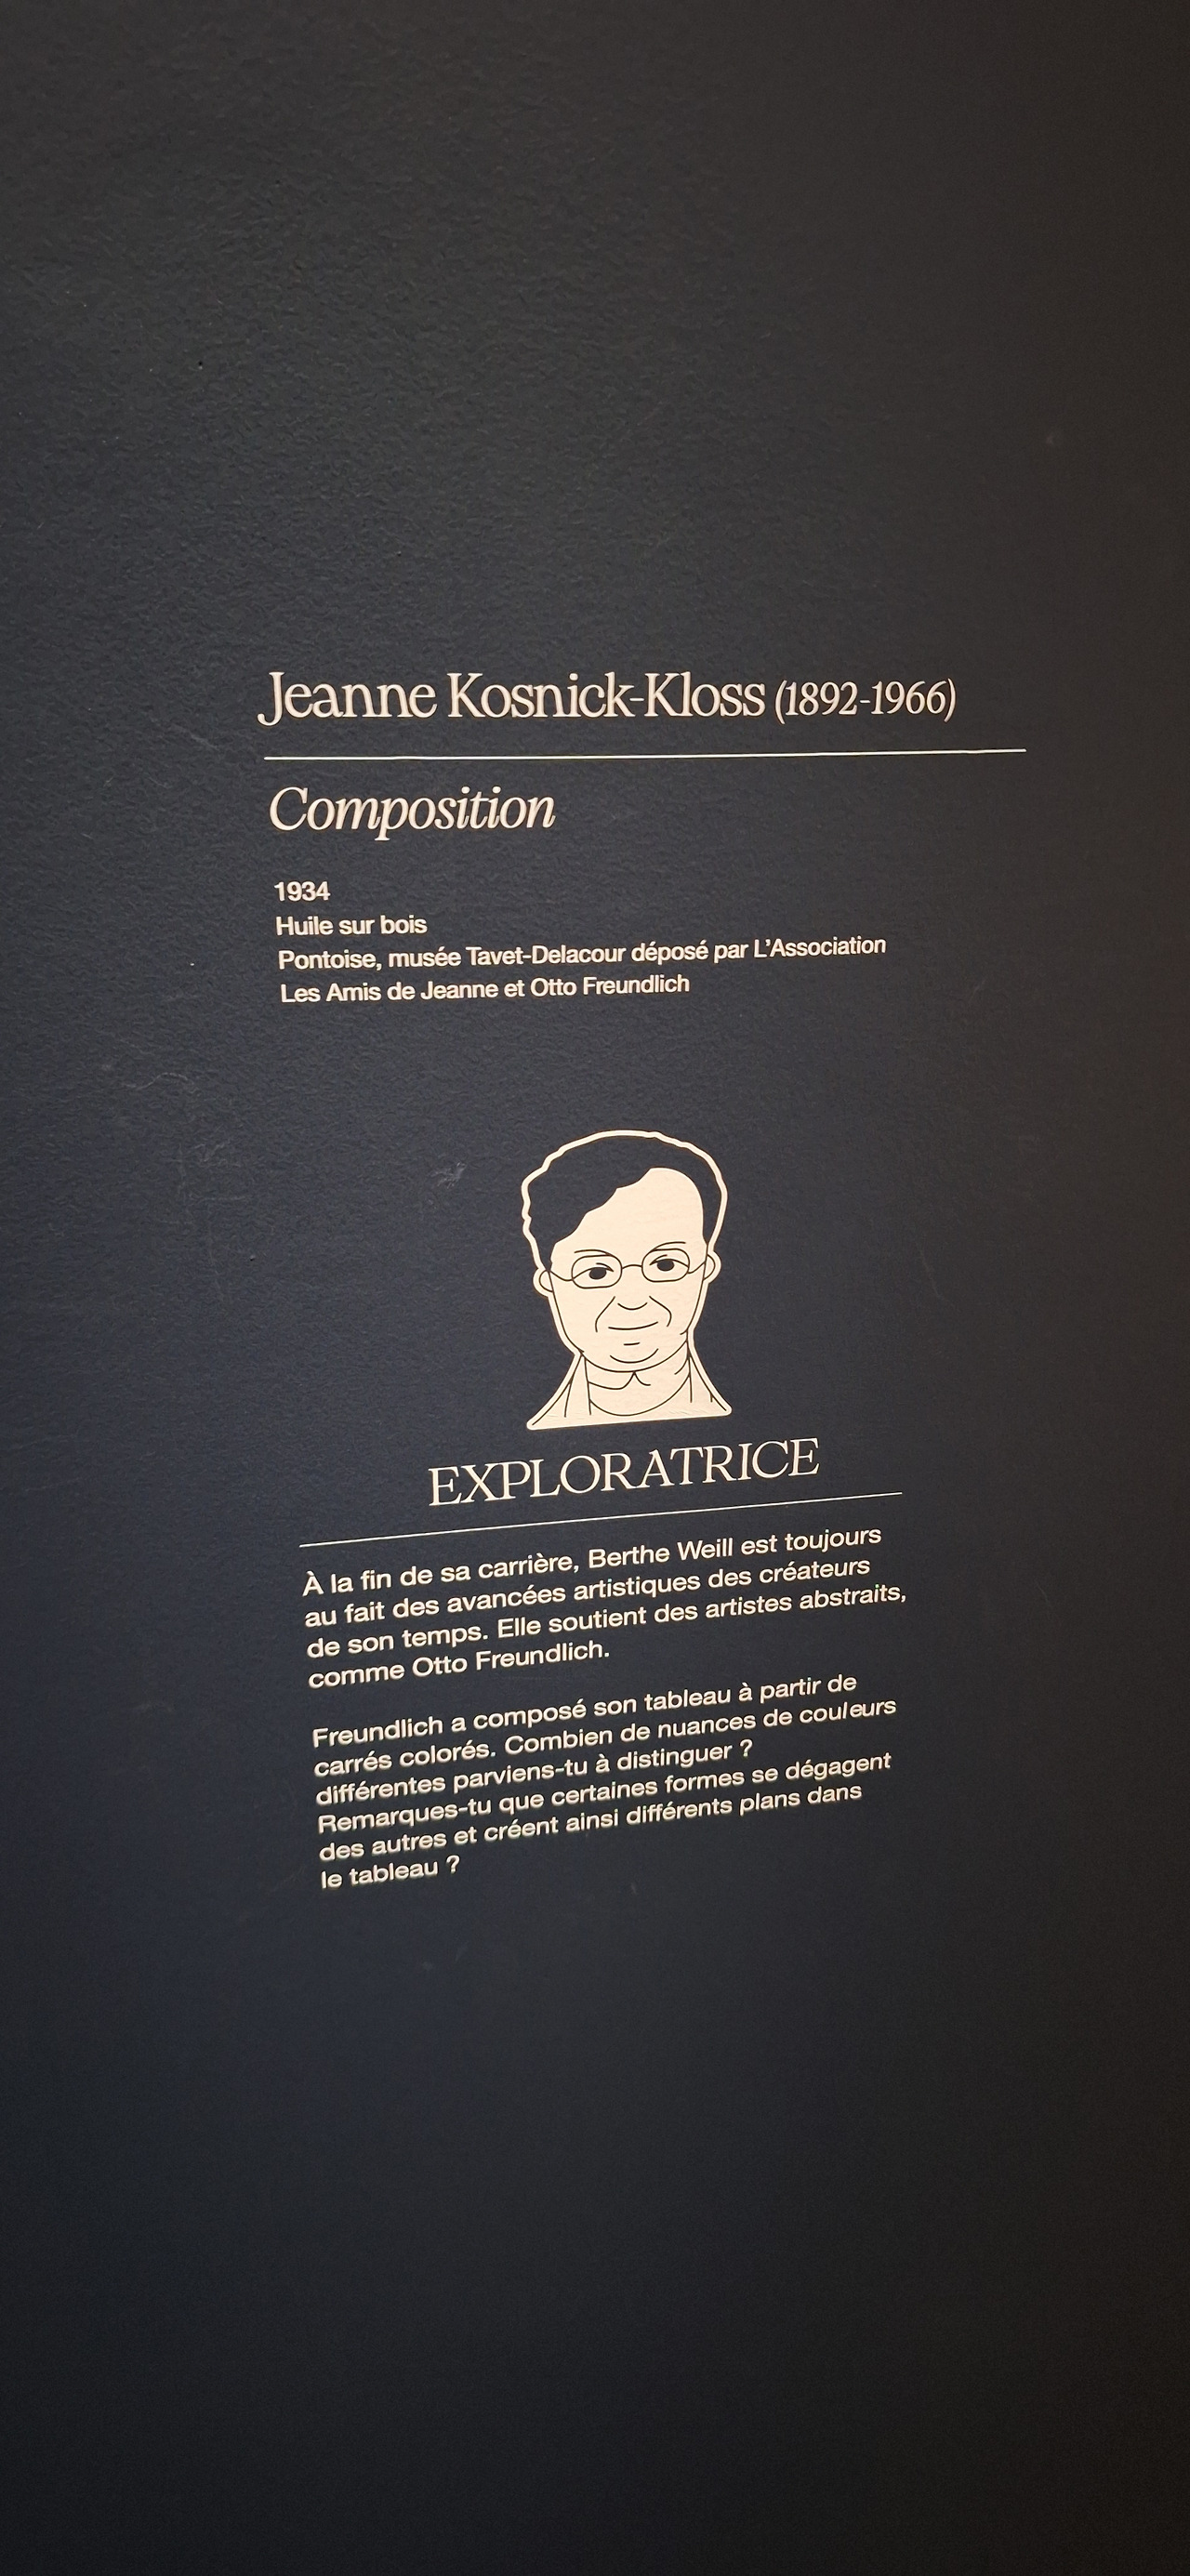 Jeanne Kosnick-Kloss (1892-1966)
Composition
1934
Huile sur bois
Pontoise, musée Tavet-Delacour déposé par L’Association
Les Amis de Jeanne et Otto Freundlich
EXPLORATRICE
À la fin de sa carrière, Berthe Weill est toujours
au fait des avancées artistiques des créateurs
de son temps. Elle soutient des artistes abstraits,
comme Otto Freundlich.
Freundlich a composé son tableau à partir de
carrés colorés. Combien de nuances de couleurs
différentes parviens-tu à distinguer ?
Remarques-tu que certaines formes se dégagent
des autres et créent ainsi différents plans dans
le tableau ?